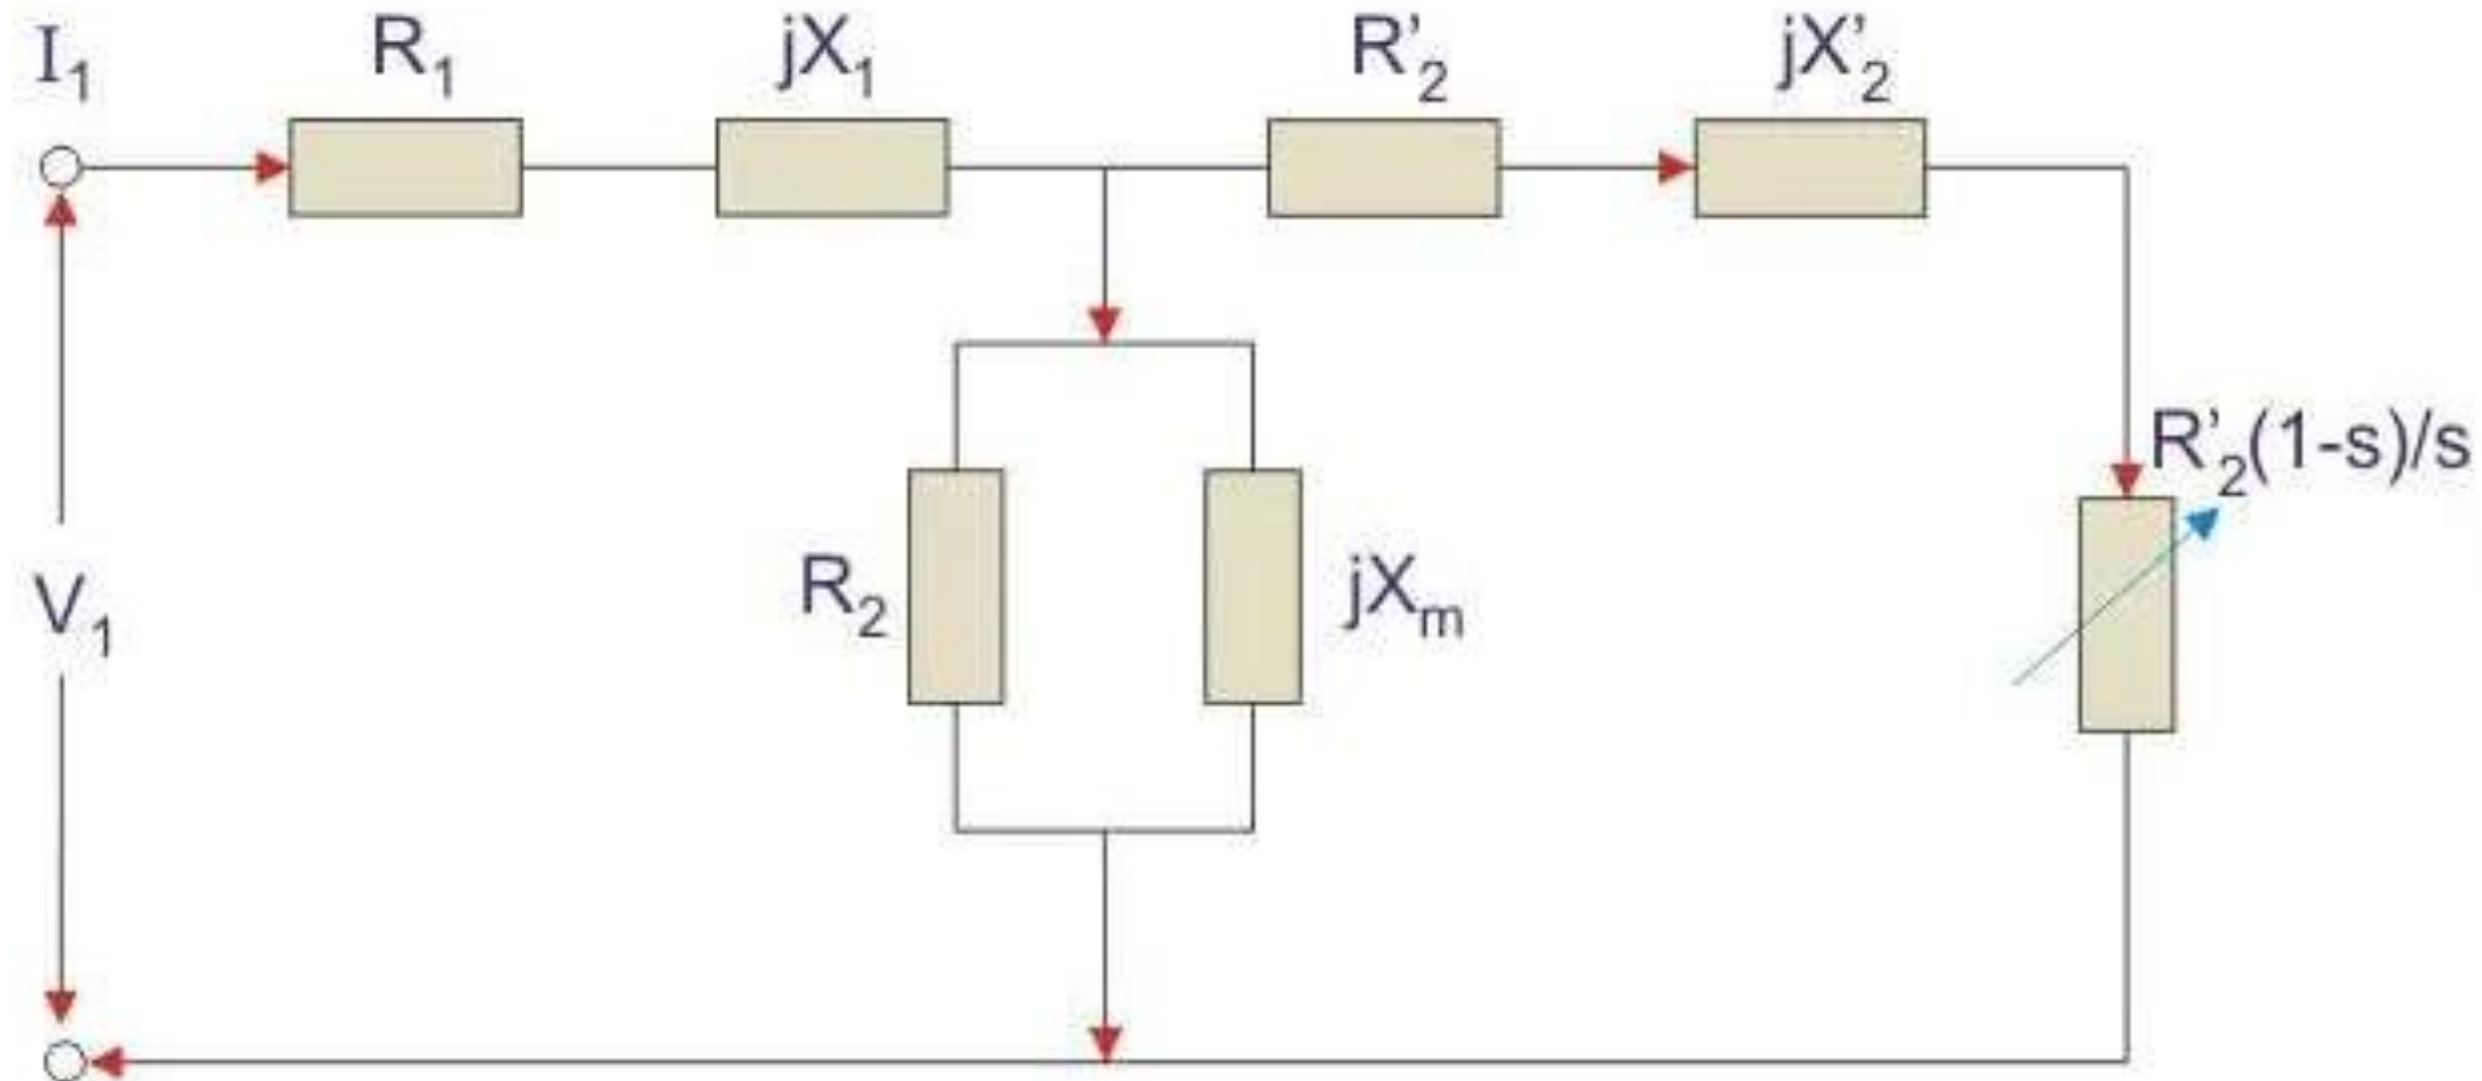 I₁
R₁
jX₁
R’₂
jX’₂
R’₂(1-s)/s
V₁
R₂
jXₘ